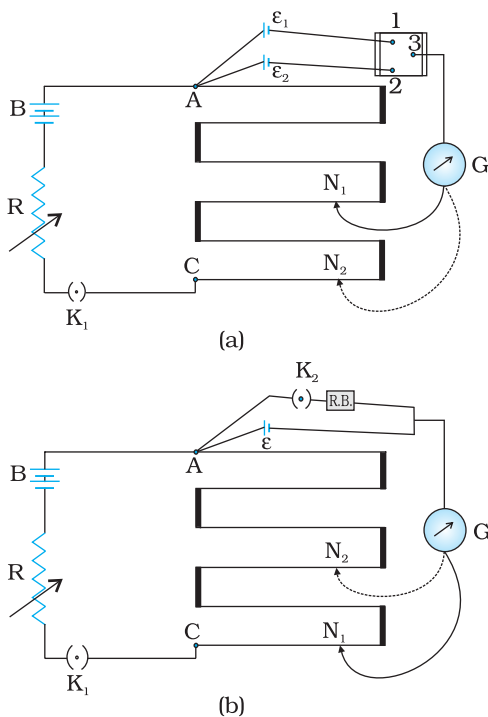 ε₁
1
3
ε₂
2
A
B
G
R
N₁
C
N₂
K₁
(a)
K₂
R.B.
ε
A
B
G
N₂
R
C
N₁
K₁
(b)